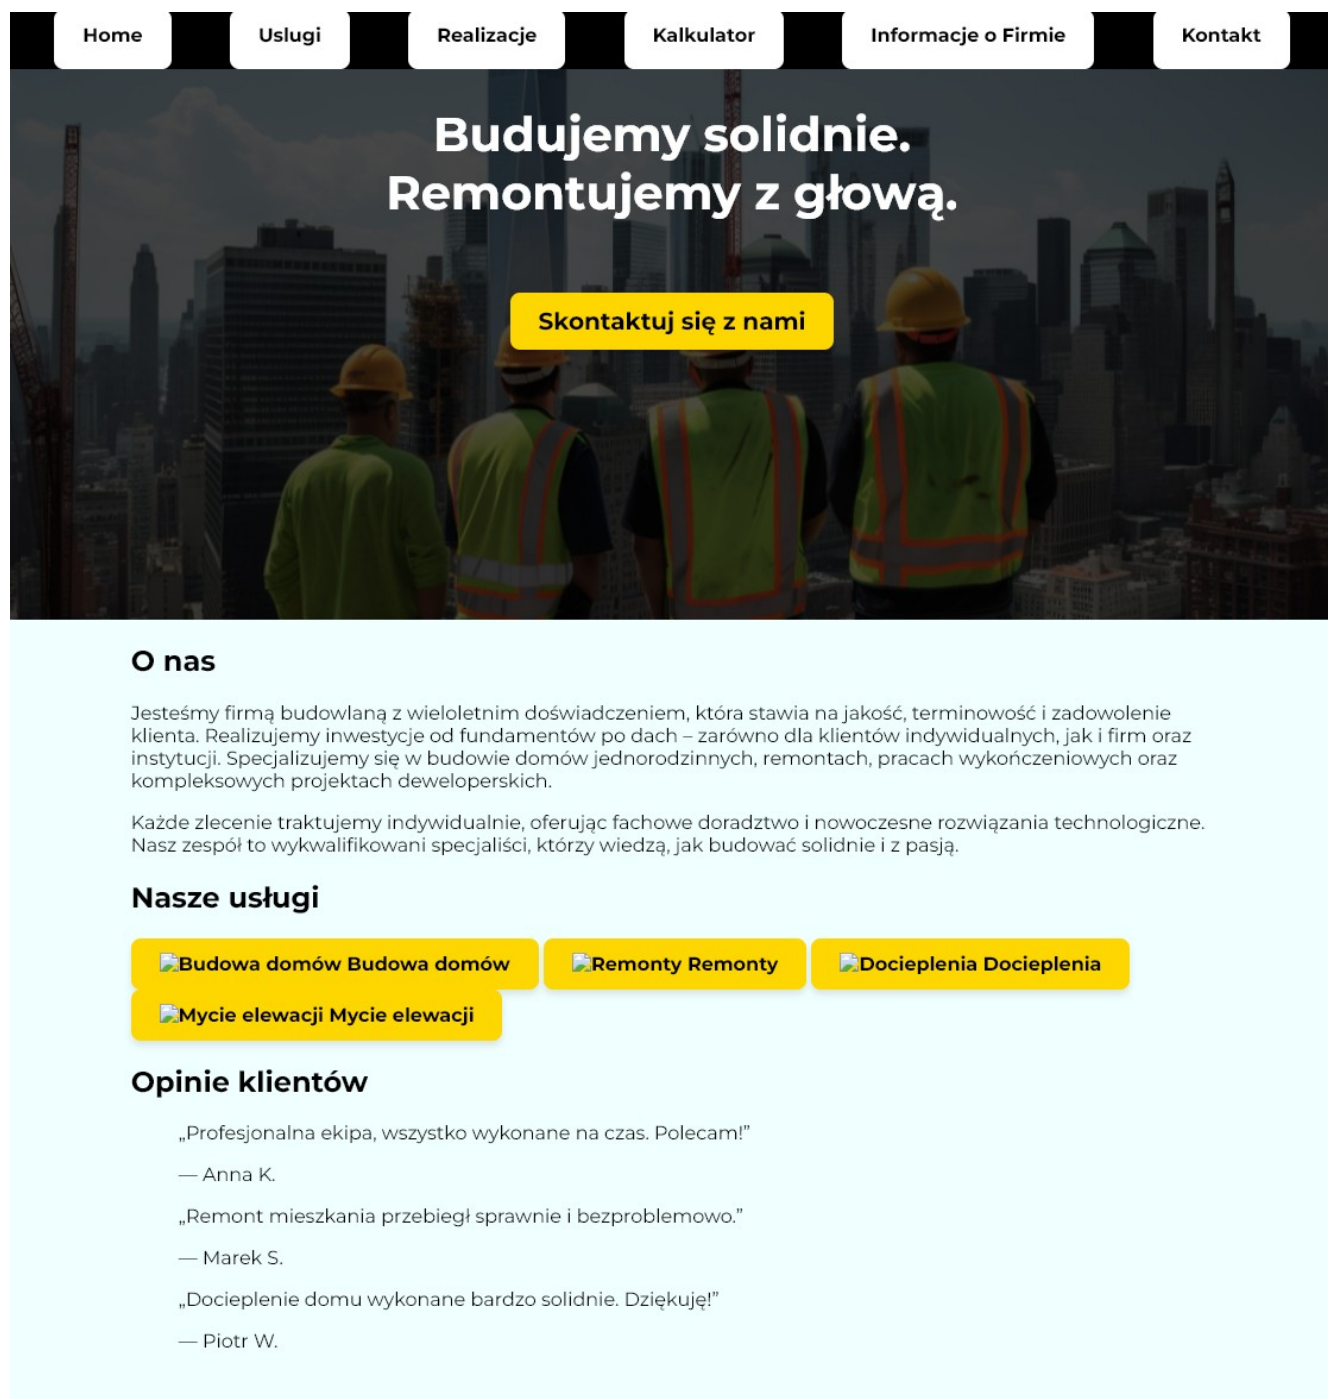 Home Uslugi Realizacje Kalkulator Informacje o Firmie Kontakt
Budujemy solidnie.
Remontujemy z głową.
Skontaktuj się z nami
O nas
Jesteśmy firmą budowlaną z wieloletnim doświadczeniem, która stawia na jakość, terminowość i zadowolenie
klienta. Realizujemy inwestycje od fundamentów po dach – zarówno dla klientów indywidualnych, jak i firm oraz
instytucji. Specjalizujemy się w budowie domów jednorodzinnych, remontach, pracach wykończeniowych oraz
kompleksowych projektach deweloperskich.
Każde zlecenie traktujemy indywidualnie, oferując fachowe doradztwo i nowoczesne rozwiązania technologiczne.
Nasz zespół to wykwalifikowani specjaliści, którzy wiedzą, jak budować solidnie i z pasją.
Nasze usługi
Budowa domów Budowa domów Remonty Remonty Docieplenia Docieplenia
Mycie elewacji Mycie elewacji
Opinie klientów
„Profesjonalna ekipa, wszystko wykonane na czas. Polecam!”
— Anna K.
„Remont mieszkania przebiegł sprawnie i bezproblemowo.”
— Marek S.
„Docieplenie domu wykonane bardzo solidnie. Dziękuję!”
— Piotr W.